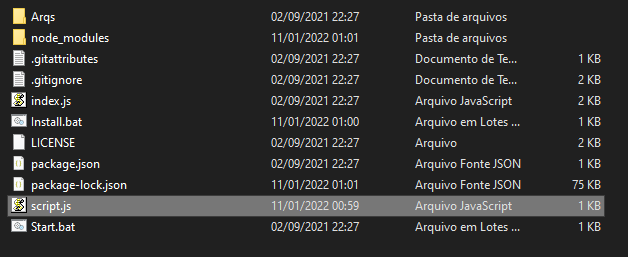 Arqs 02/09/2021 22:27 Pasta de arquivos
node_modules 11/01/2022 01:01 Pasta de arquivos
.gitattributes 02/09/2021 22:27 Documento de Te... 1 KB
.gitignore 02/09/2021 22:27 Documento de Te... 2 KB
index.js 02/09/2021 22:27 Arquivo JavaScript 2 KB
Install.bat 11/01/2022 01:00 Arquivo em Lotes ... 1 KB
LICENSE 02/09/2021 22:27 Arquivo 2 KB
package.json 02/09/2021 22:27 Arquivo Fonte JSON 1 KB
package-lock.json 11/01/2022 01:01 Arquivo Fonte JSON 75 KB
script.js 11/01/2022 00:59 Arquivo JavaScript 1 KB
Start.bat 02/09/2021 22:27 Arquivo em Lotes ... 1 KB